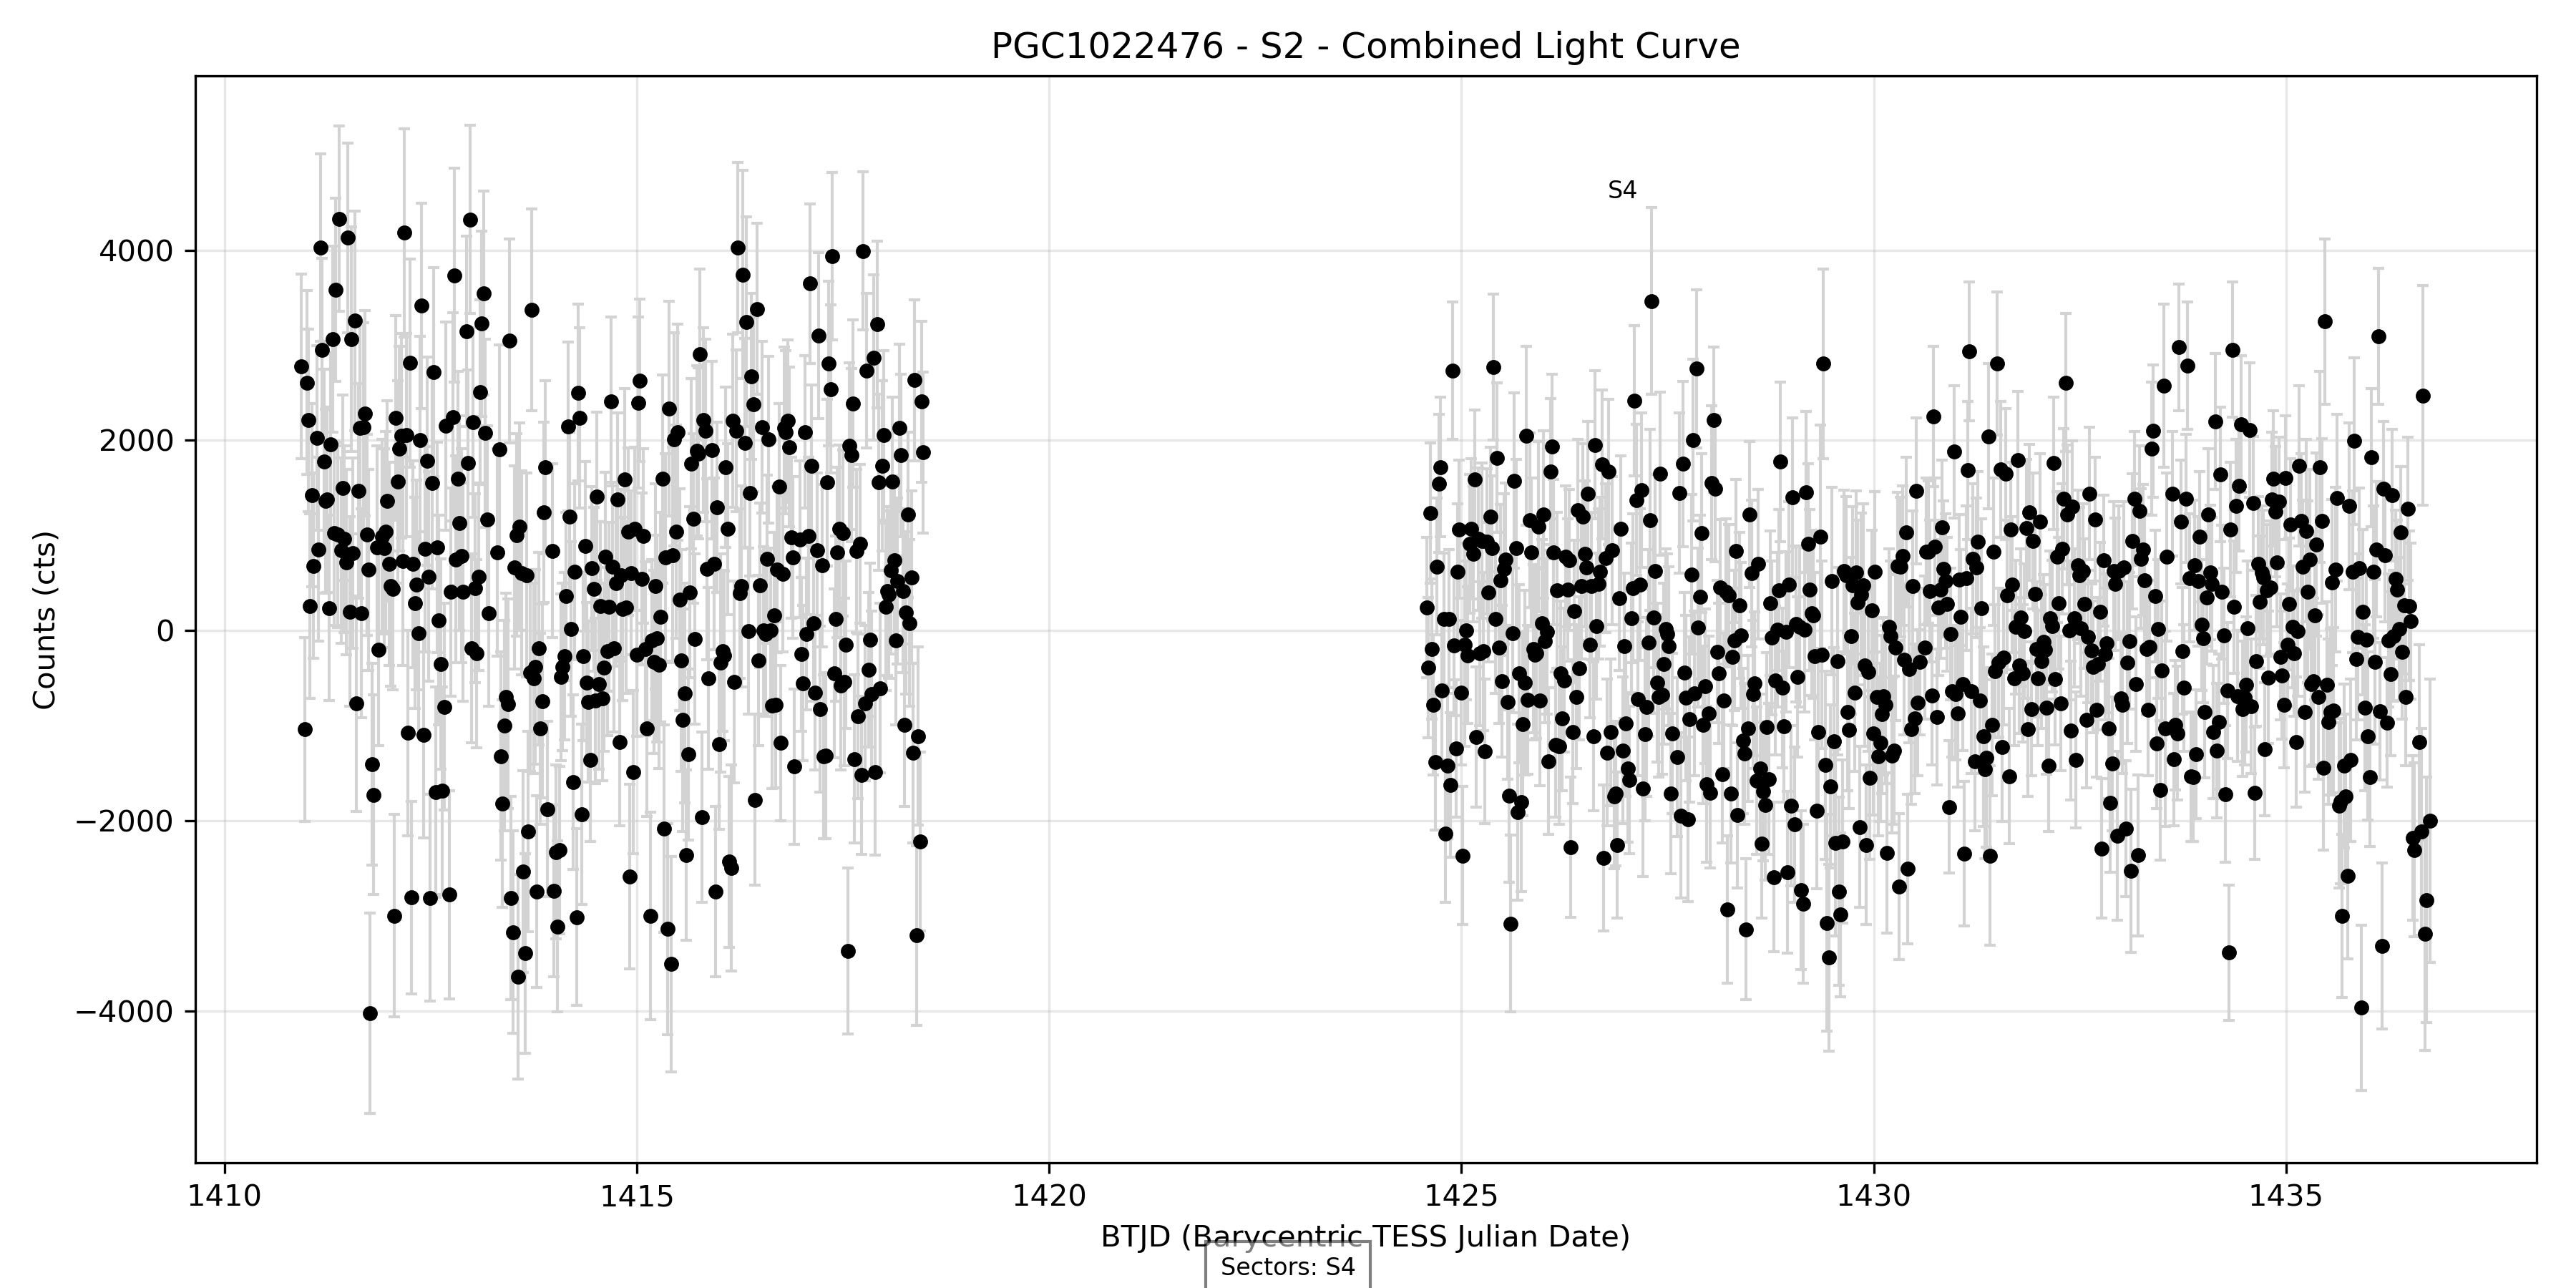 PGC1022476 - S2 - Combined Light Curve
S4
Counts (cts)
4000
2000
0
−2000
−4000
1410 1415 1420 1425 1430 1435
BTJD (Barycentric TESS Julian Date)
Sectors: S4